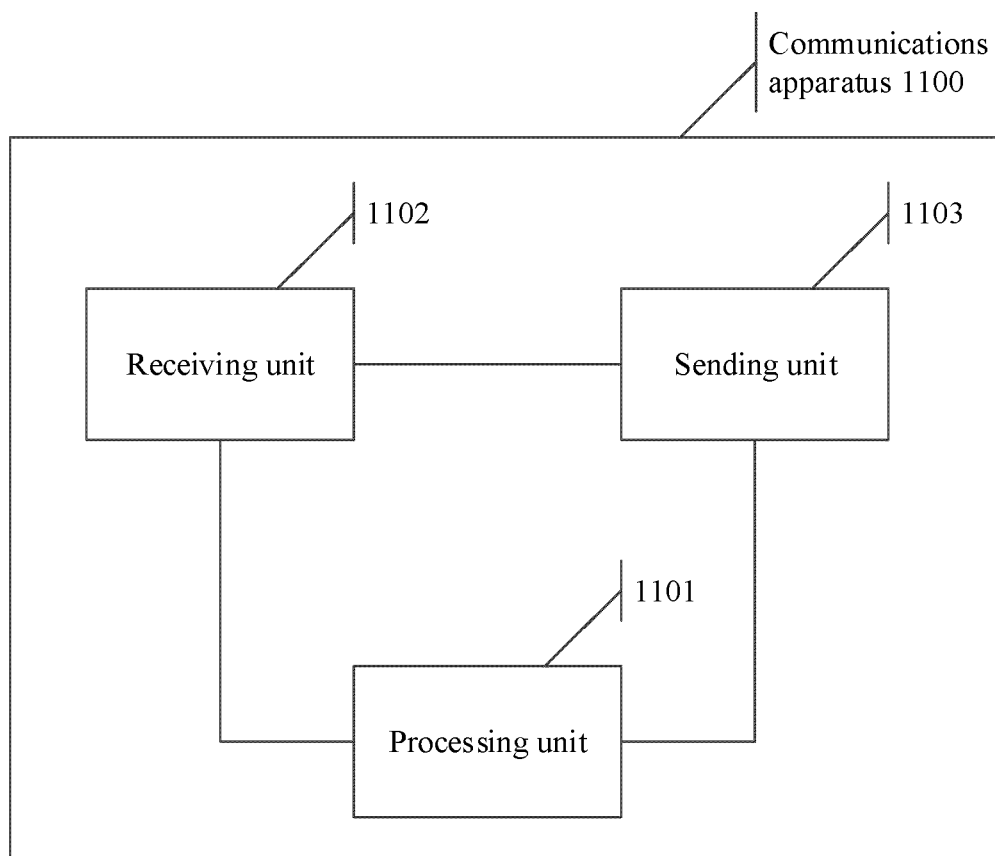 Communications
apparatus 1100
1102
1103
Receiving unit
Sending unit
1101
Processing unit